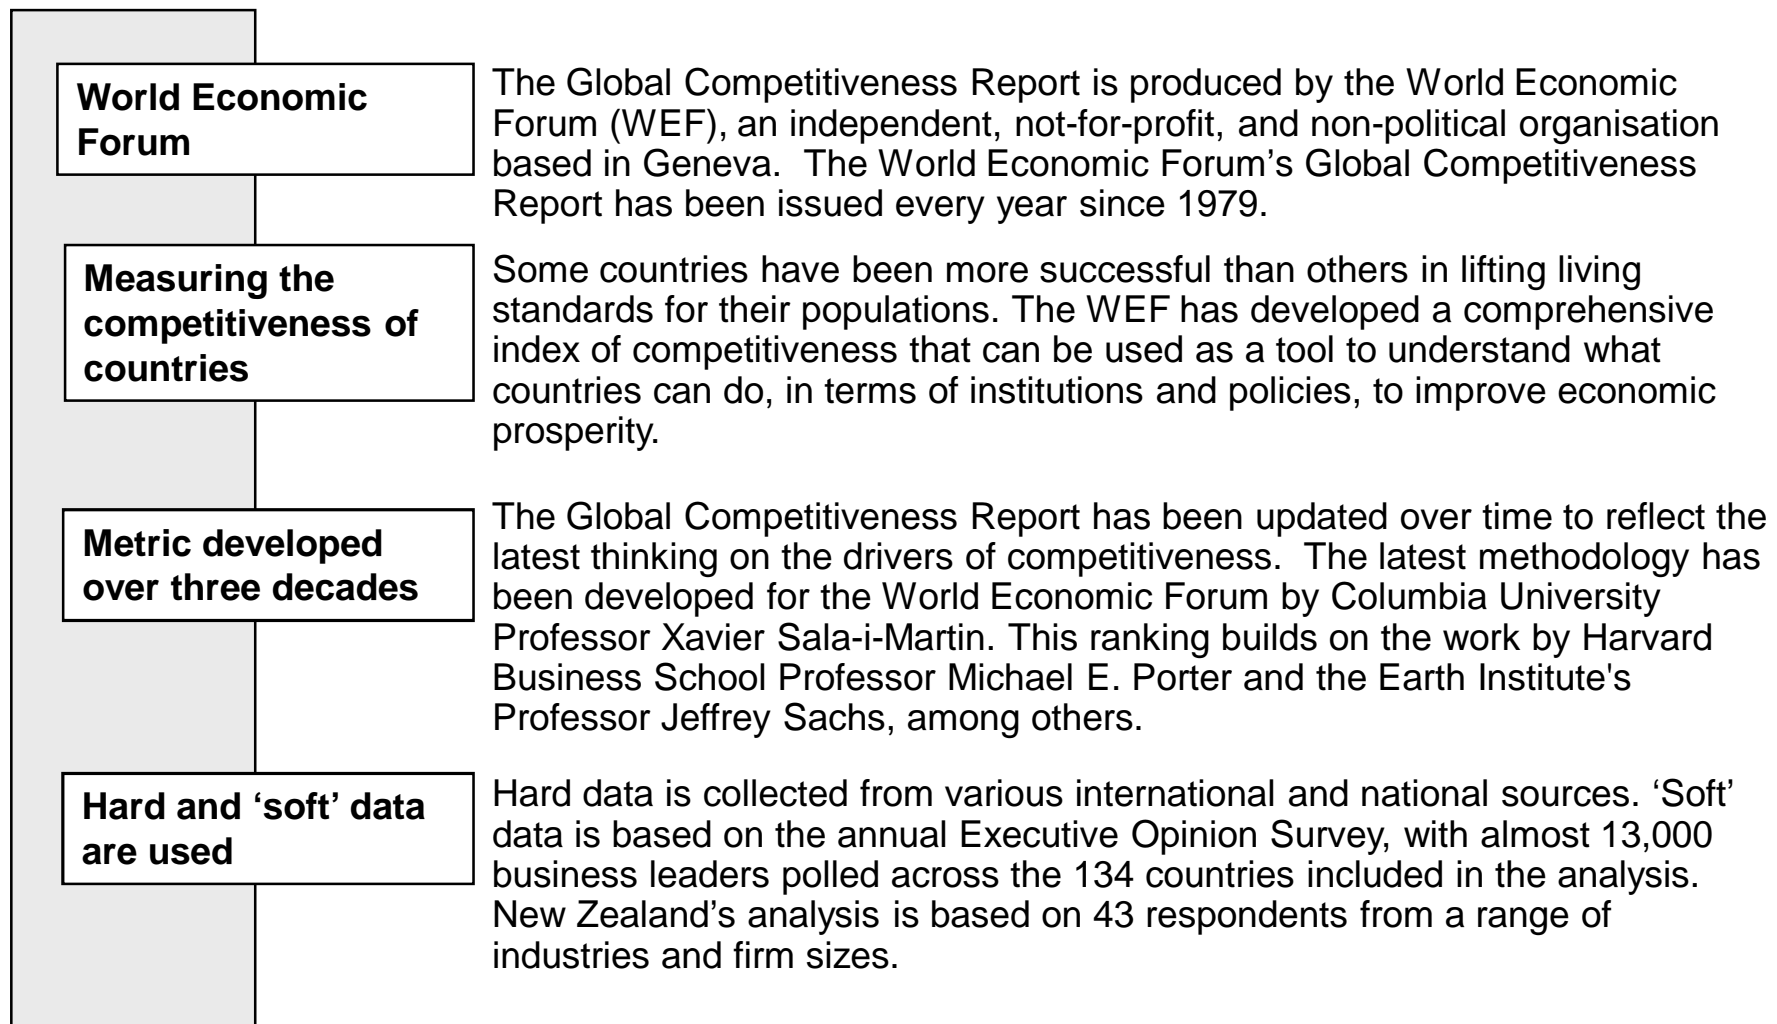 World Economic
Forum
The Global Competitiveness Report is produced by the World Economic
Forum (WEF), an independent, not-for-profit, and non-political organisation
based in Geneva.  The World Economic Forum’s Global Competitiveness
Report has been issued every year since 1979.
Measuring the
competitiveness of
countries
Some countries have been more successful than others in lifting living
standards for their populations. The WEF has developed a comprehensive
index of competitiveness that can be used as a tool to understand what
countries can do, in terms of institutions and policies, to improve economic
prosperity.
Metric developed
over three decades
The Global Competitiveness Report has been updated over time to reflect the
latest thinking on the drivers of competitiveness.  The latest methodology has
been developed for the World Economic Forum by Columbia University
Professor Xavier Sala-i-Martin. This ranking builds on the work by Harvard
Business School Professor Michael E. Porter and the Earth Institute's
Professor Jeffrey Sachs, among others.
Hard and ‘soft’ data
are used
Hard data is collected from various international and national sources. ‘Soft’
data is based on the annual Executive Opinion Survey, with almost 13,000
business leaders polled across the 134 countries included in the analysis.
New Zealand’s analysis is based on 43 respondents from a range of
industries and firm sizes.